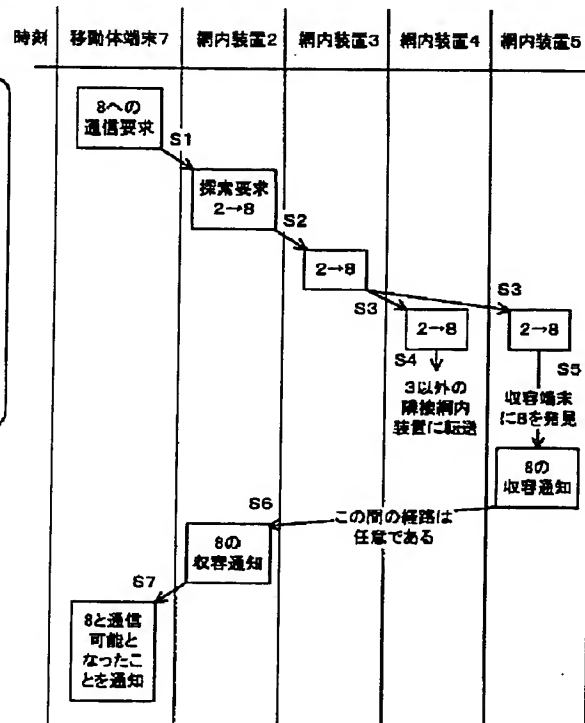 時刻 移動体端末7 網内装置2 網内装置3 網内装置4 網内装置5
8への
通信要求
S1
探索要求
2→8
S2
2→8
S3
S3
2→8
2→8
S4
S5
3以外の
隣接網内
装置に転送
収容端末
に8を発見
8の
収容通知
この間の経路は
任意である
S6
8の
収容通知
S7
8と通信
可能と
なったこ
とを通知